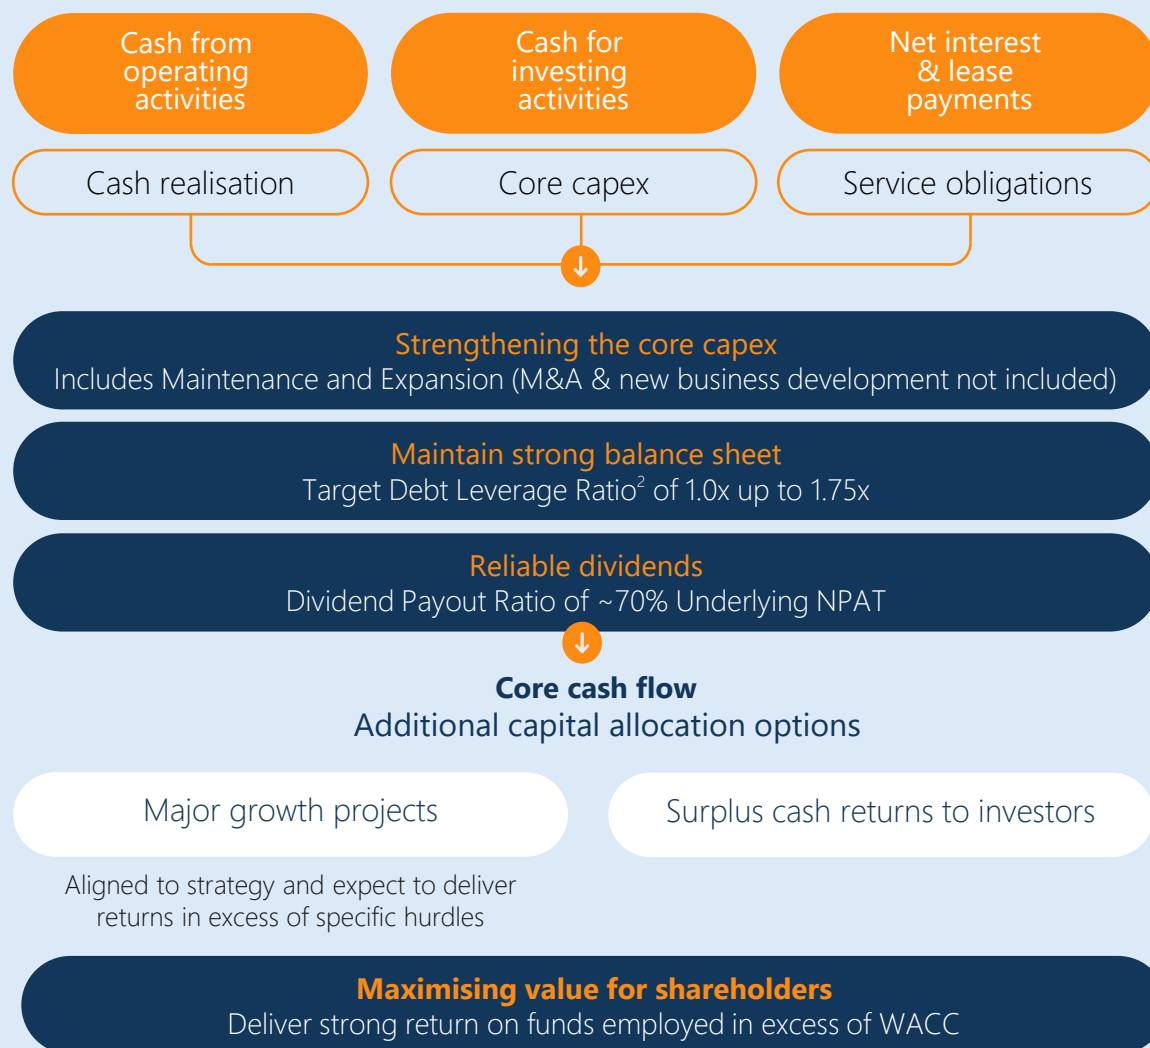 Cash from
operating
activities
Cash for
investing
activities
Net interest
& lease
payments
Cash realisation
Core capex
Service obligations
Strengthening the core capex
Includes Maintenance and Expansion (M&A & new business development not included)
Maintain strong balance sheet
Target Debt Leverage Ratio² of 1.0x up to 1.75x
Reliable dividends
Dividend Payout Ratio of ~70% Underlying NPAT
Core cash flow
Additional capital allocation options
Major growth projects
Surplus cash returns to investors
Aligned to strategy and expect to deliver
returns in excess of specific hurdles
Maximising value for shareholders
Deliver strong return on funds employed in excess of WACC